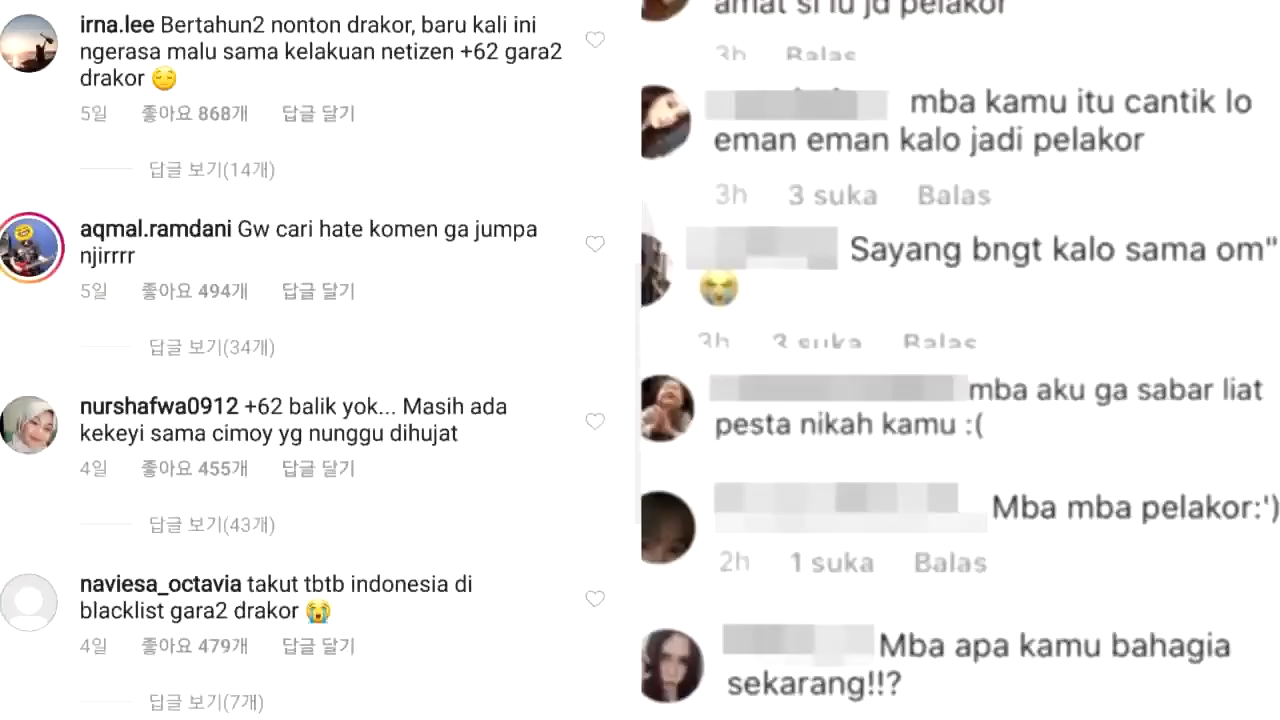 irna.lee Bertahun2 nonton drakor, baru kali ini
ngerasa malu sama kelakuan netizen +62 gara2
drakor 😔
5일 좋아요 868개 답글 달기
답글 보기(14개)
aqmal.ramdani Gw cari hate komen ga jumpa
njirrrr
5일 좋아요 494개 답글 달기
답글 보기(34개)
nurshafwa0912 +62 balik yok... Masih ada
kekeyi sama cimoy yg nunggu dihujat
4일 좋아요 455개 답글 달기
답글 보기(43개)
naviesa_octavia takut tbtb indonesia di
blacklist gara2 drakor 😭
4일 좋아요 479개 답글 달기
답글 보기(7개)
amat si lu jd pelakor
3h Balas
mba kamu itu cantik lo
eman eman kalo jadi pelakor
3h 3 suka Balas
Sayang bngt kalo sama om"
😭
3h 3 suka Balas
mba aku ga sabar liat
pesta nikah kamu :(
Mba mba pelakor:')
2h 1 suka Balas
Mba apa kamu bahagia
sekarang!!?